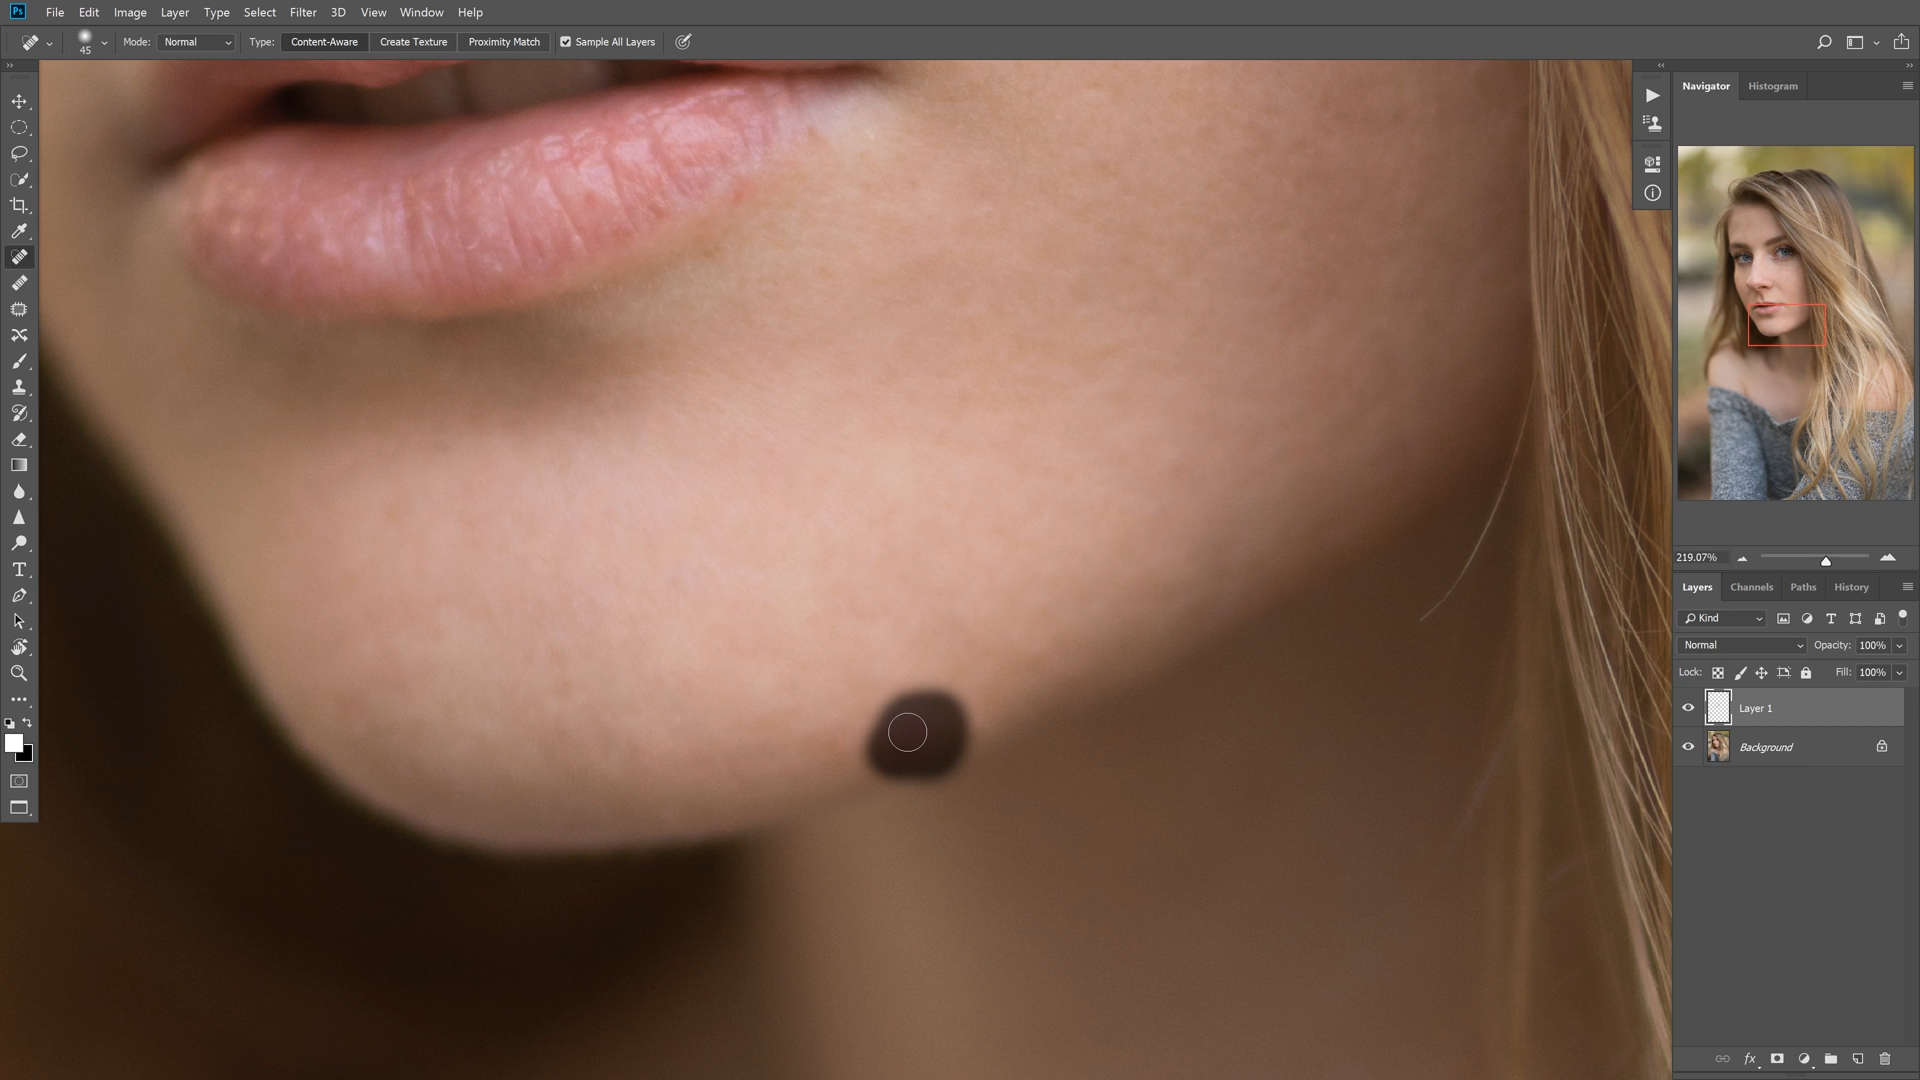 Ps File Edit Image Layer Type Select Filter 3D View Window Help
45 Mode: Normal Type: Content-Aware Create Texture Proximity Match Sample All Layers
Navigator Histogram
219.07%
Layers Channels Paths History
Kind
Normal Opacity: 100%
Lock: Fill: 100%
Layer 1
Background
fx